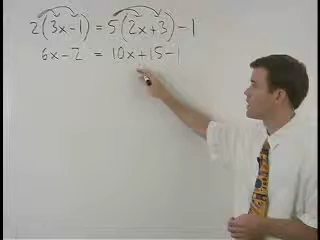 2(3x-1) = 5(2x+3)-1
6x-2 = 10x+15-1